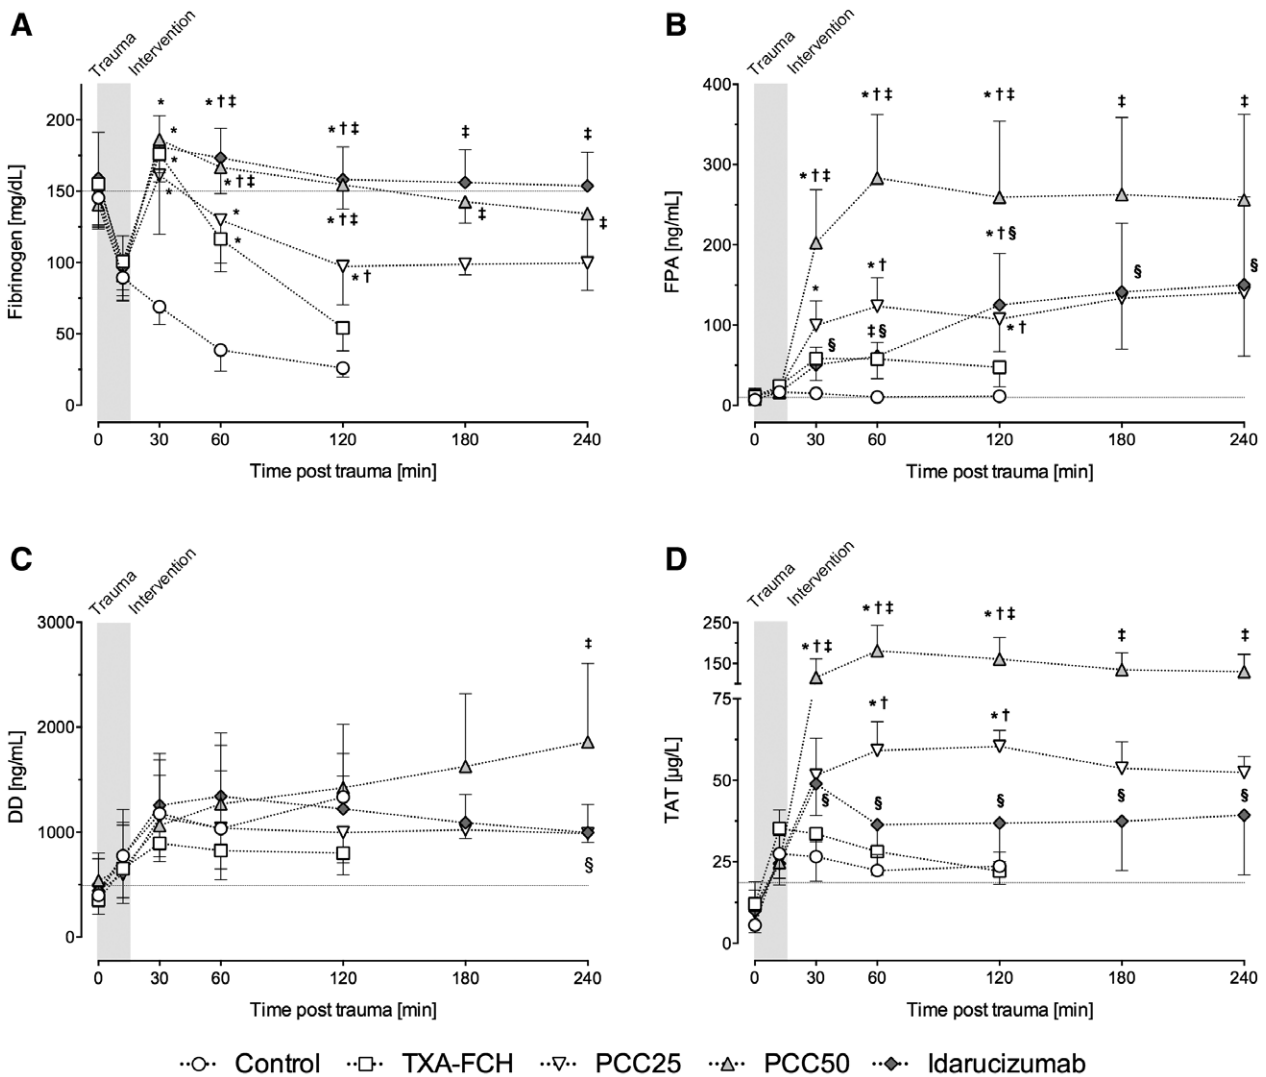 A
Trauma
Intervention
*
*
*
*
*†‡
*†‡
*
*
*†‡
*†‡
*†
‡
‡
‡
‡
200
150
100
50
0
Fibrinogen [mg/dL]
0 30 60 120 180 240
Time post trauma [min]
B
Trauma
Intervention
*†‡
*†‡
*†‡
‡
‡
*
*†
*†§
§
‡§
*†
§
§
400
300
200
100
0
FPA [ng/mL]
0 30 60 120 180 240
Time post trauma [min]
C
Trauma
Intervention
‡
§
3000
2000
1000
0
DD [ng/mL]
0 30 60 120 180 240
Time post trauma [min]
D
Trauma
Intervention
*†‡
*†‡
*†‡
‡
‡
*†
*†
§
§
§
§
§
250
150
75
50
25
0
TAT [µg/L]
0 30 60 120 180 240
Time post trauma [min]
Control TXA-FCH PCC25 PCC50 Idarucizumab